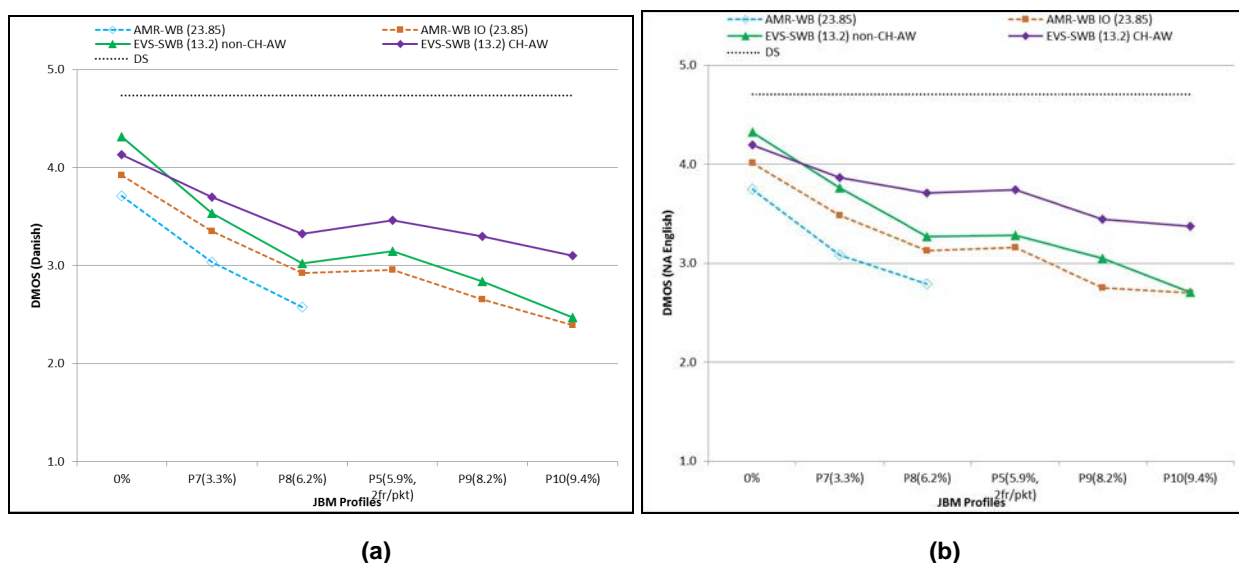 AMR-WB (23.85) AMR-WB IO (23.85)
EVS-SWB (13.2) non-CH-AW EVS-SWB (13.2) CH-AW
DS
5.0
4.0
3.0
2.0
1.0
DMOS (Danish)
0% P7(3.3%) P8(6.2%) P5(5.9%, P9(8.2%) P10(9.4%)
2fr/pkt)
JBM Profiles
(a)
AMR-WB (23.85) AMR-WB IO (23.85)
EVS-SWB (13.2) non-CH-AW EVS-SWB (13.2) CH-AW
DS
5.0
4.0
3.0
2.0
1.0
DMOS (NA English)
0% P7(3.3%) P8(6.2%) P5(5.9%, P9(8.2%) P10(9.4%)
2fr/pkt)
JBM Profiles
(b)